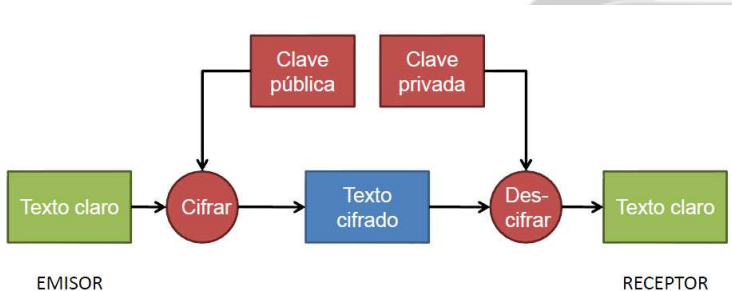 Clave
pública
Clave
privada
Texto claro
Cifrar
Texto
cifrado
Des-
cifrar
Texto claro
EMISOR
RECEPTOR